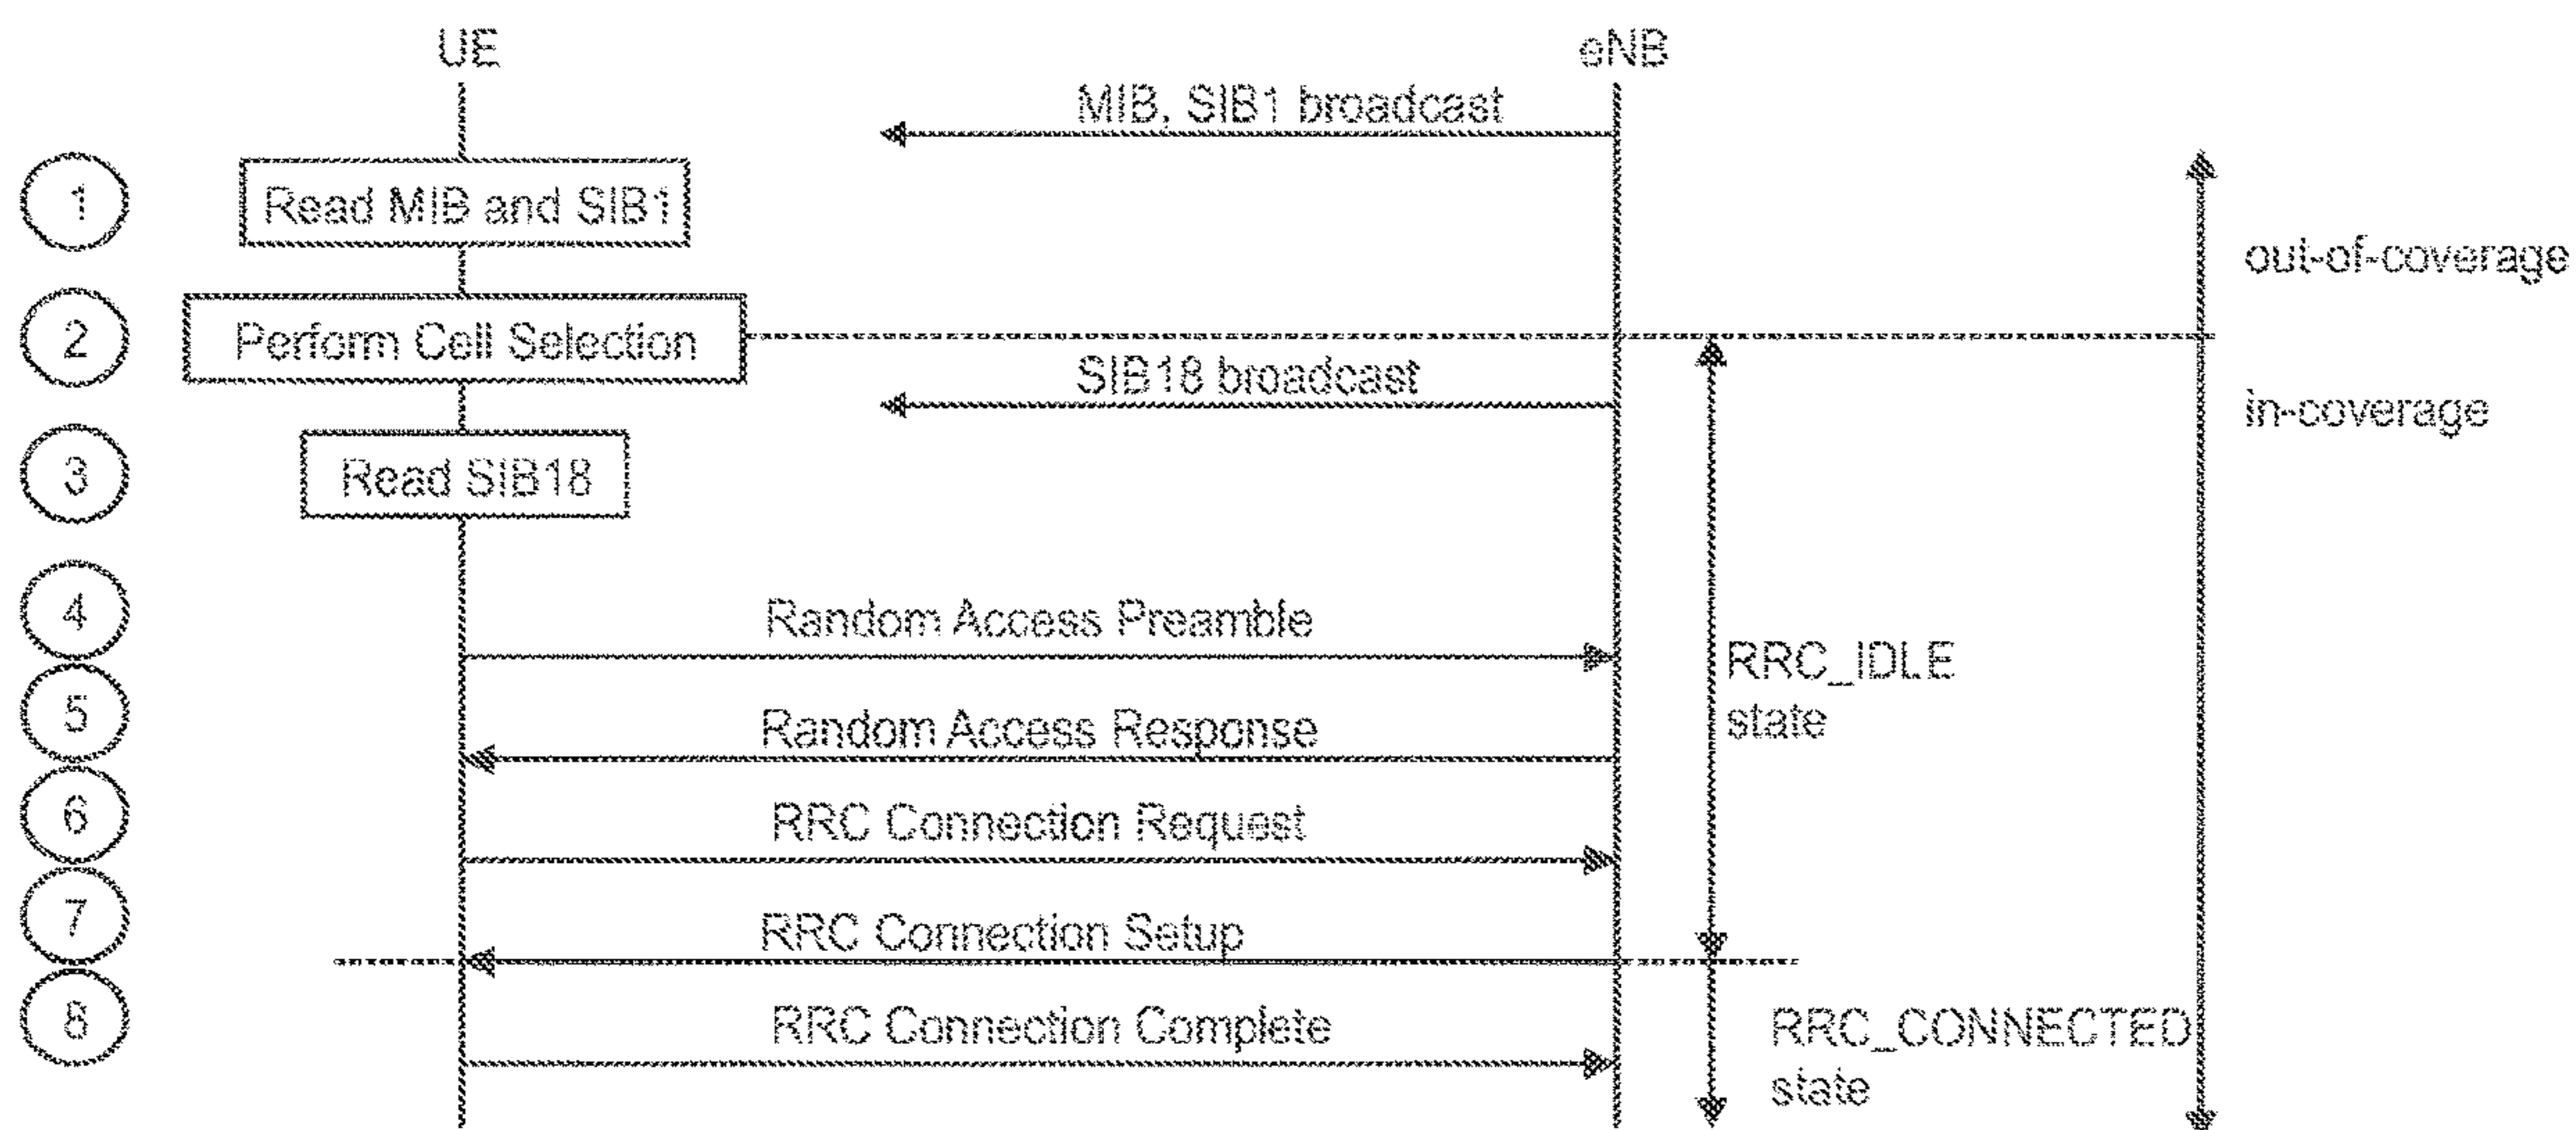 UE
eNB
MIB, SIB1 broadcast
1
Read MIB and SIB1
out-of-coverage
2
Perform Cell Selection
SIB18 broadcast
in-coverage
3
Read SIB18
4
Random Access Preamble
RRC_IDLE
state
5
Random Access Response
6
RRC Connection Request
7
RRC Connection Setup
8
RRC Connection Complete
RRC_CONNECTED
state